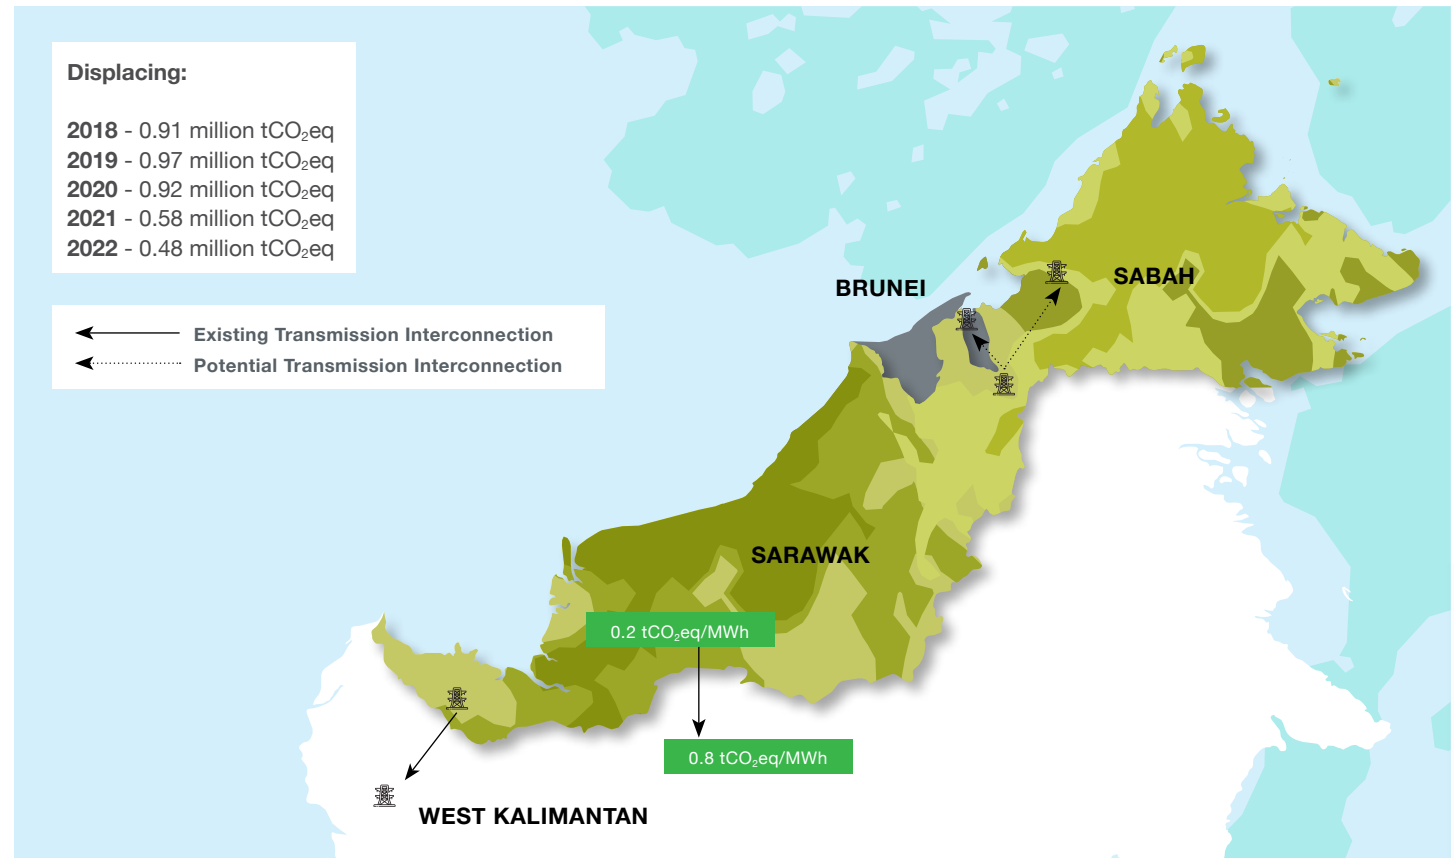 Displacing:
2018 - 0.91 million tCO₂eq
2019 - 0.97 million tCO₂eq
2020 - 0.92 million tCO₂eq
2021 - 0.58 million tCO₂eq
2022 - 0.48 million tCO₂eq
Existing Transmission Interconnection
Potential Transmission Interconnection
BRUNEI
SABAH
SARAWAK
0.2 tCO₂eq/MWh
0.8 tCO₂eq/MWh
WEST KALIMANTAN